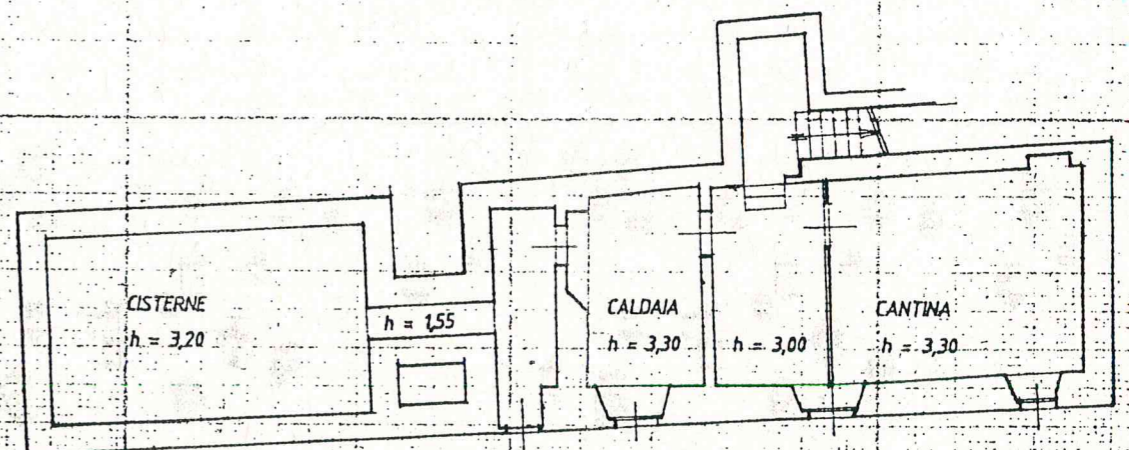 CISTERNE
h = 3,20
h = 1,55
CALDAIA
h = 3,30
h = 3,00
CANTINA
h = 3,30